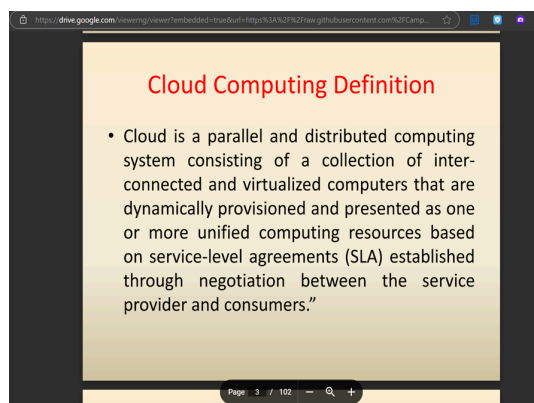 https://drive.google.com/viewerng/viewer?embedded=true&url=https%3A%2F%2Fraw.githubusercontent.com%2FCamp...
Cloud Computing Definition
• Cloud is a parallel and distributed computing
system consisting of a collection of inter-
connected and virtualized computers that are
dynamically provisioned and presented as one
or more unified computing resources based
on service-level agreements (SLA) established
through negotiation between the service
provider and consumers.”
Page 3 / 102 − +